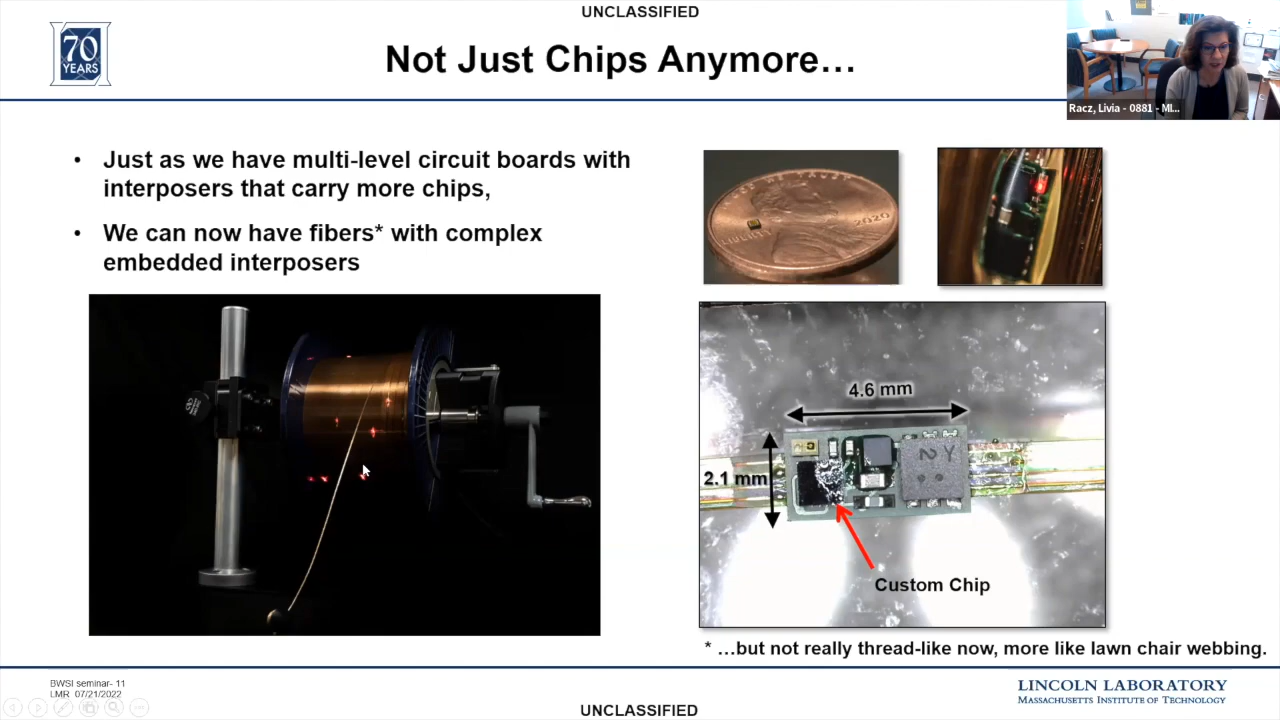 UNCLASSIFIED
70
YEARS
Not Just Chips Anymore…
Racz, Livia - 0881 - MI...
• Just as we have multi-level circuit boards with
interposers that carry more chips,
• We can now have fibers* with complex
embedded interposers
LIBERTY
2020
4.6 mm
2.1 mm
Custom Chip
* …but not really thread-like now, more like lawn chair webbing.
BWSI seminar- 11
LMR 07/21/2022
LINCOLN LABORATORY
MASSACHUSETTS INSTITUTE OF TECHNOLOGY
UNCLASSIFIED